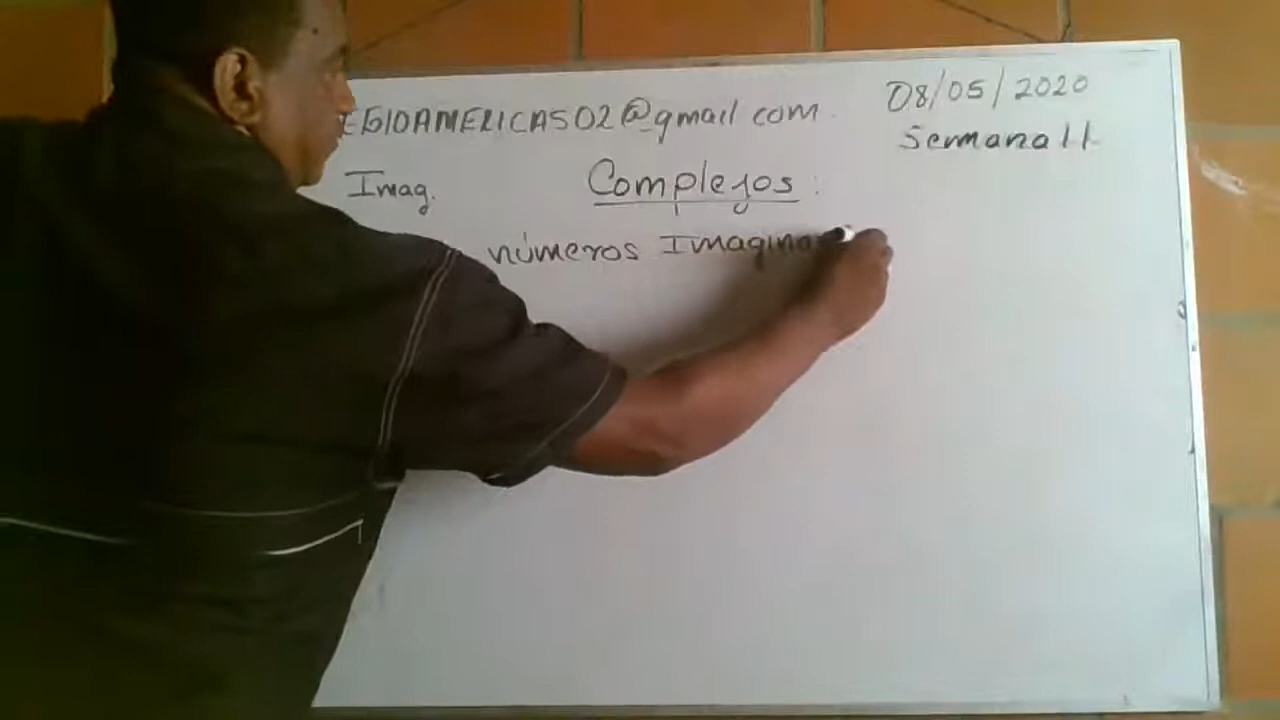 EGIOAMERICAS02@gmail com.
08/05/2020
Semana 11
Imag. Complejos:
números Imagina